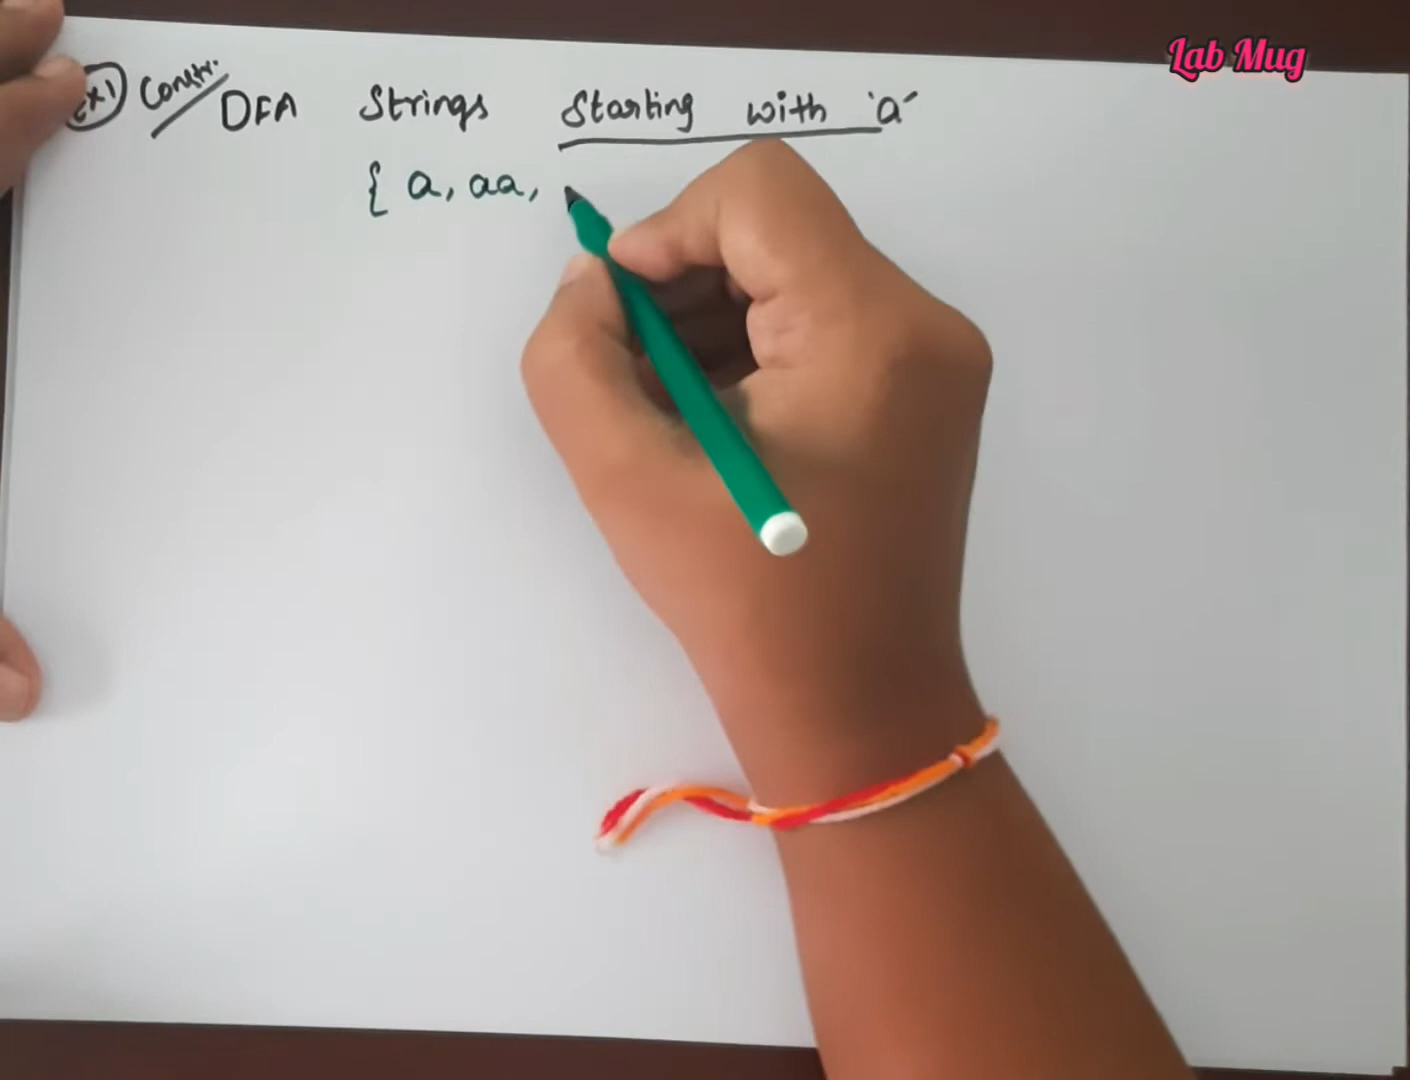 Lab Mug
Ex1 Constr. DFA Strings Starting with 'a'
{ a, aa,